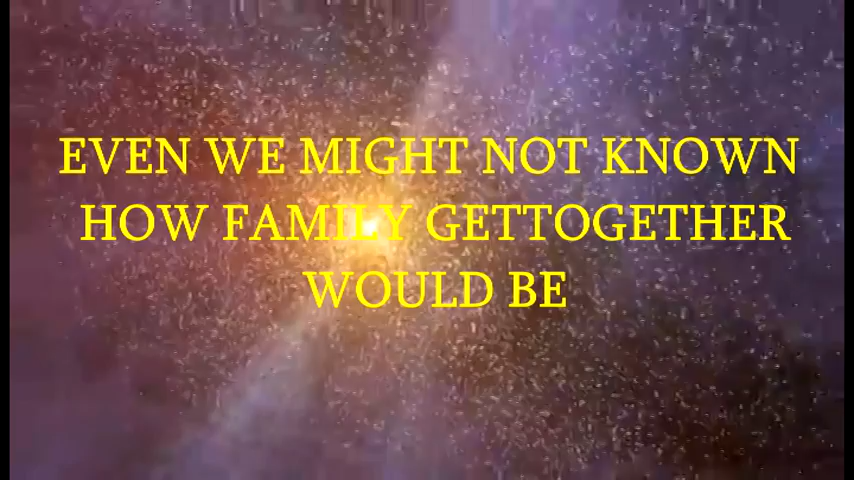 EVEN WE MIGHT NOT KNOWN
HOW FAMILY GETTOGETHER
WOULD BE